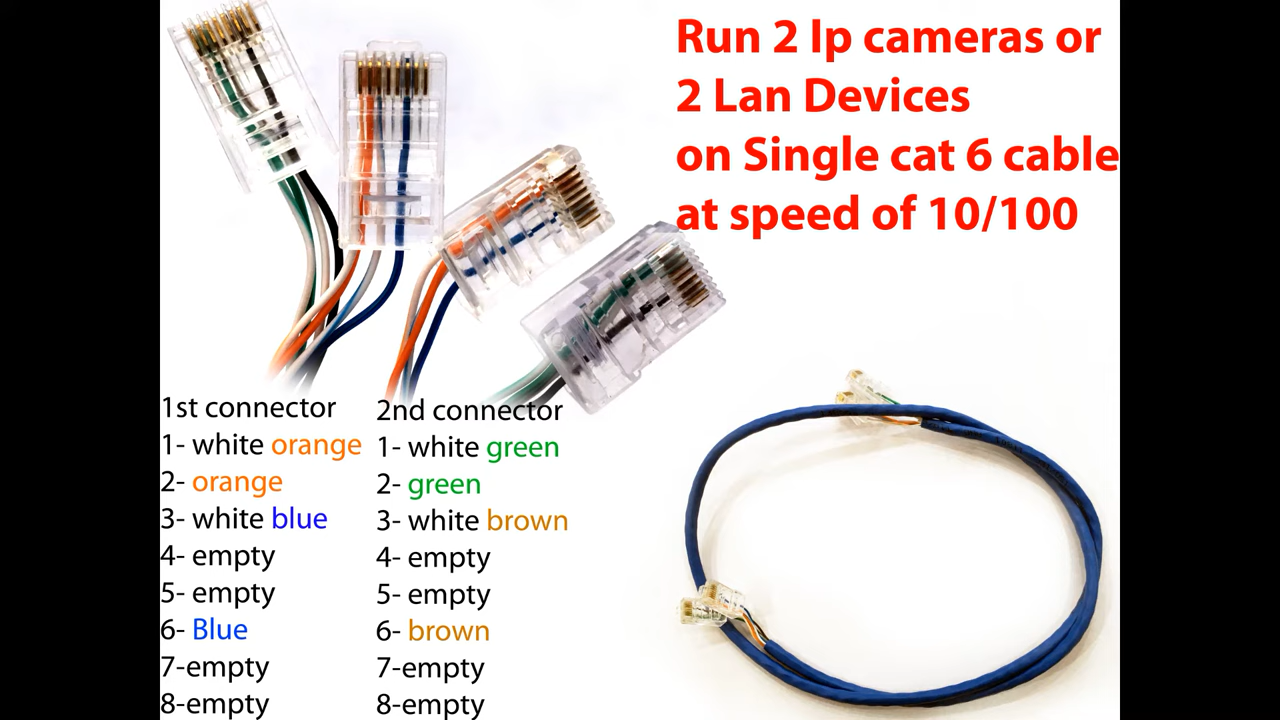 Run 2 Ip cameras or
2 Lan Devices
on Single cat 6 cable
at speed of 10/100
1st connector
1- white orange
2- orange
3- white blue
4- empty
5- empty
6- Blue
7-empty
8-empty
2nd connector
1- white green
2- green
3- white brown
4- empty
5- empty
6- brown
7-empty
8-empty